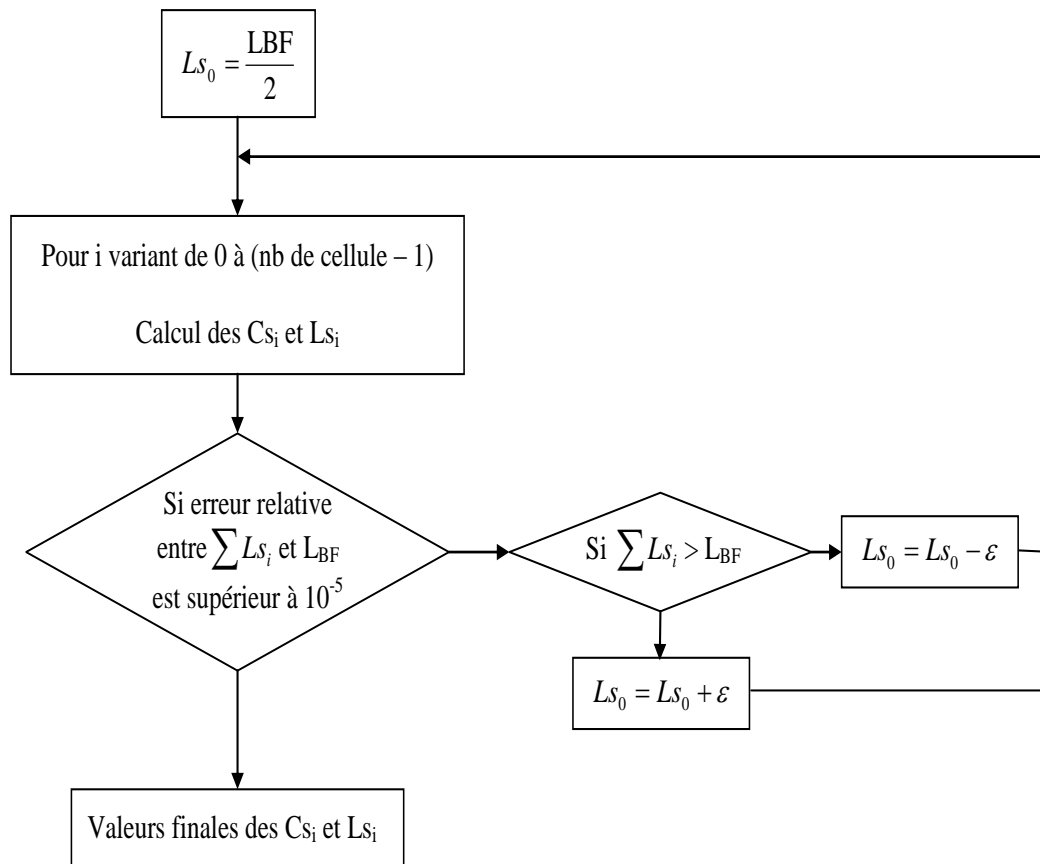 Ls₀ = LBF/2
Pour i variant de 0 à (nb de cellule – 1)
Calcul des Csᵢ et Lsᵢ
Si erreur relative
entre ∑ Lsᵢ et L_BF
est supérieur à 10⁻⁵
Si ∑ Lsᵢ > L_BF
Ls₀ = Ls₀ − ε
Ls₀ = Ls₀ + ε
Valeurs finales des Csᵢ et Lsᵢ